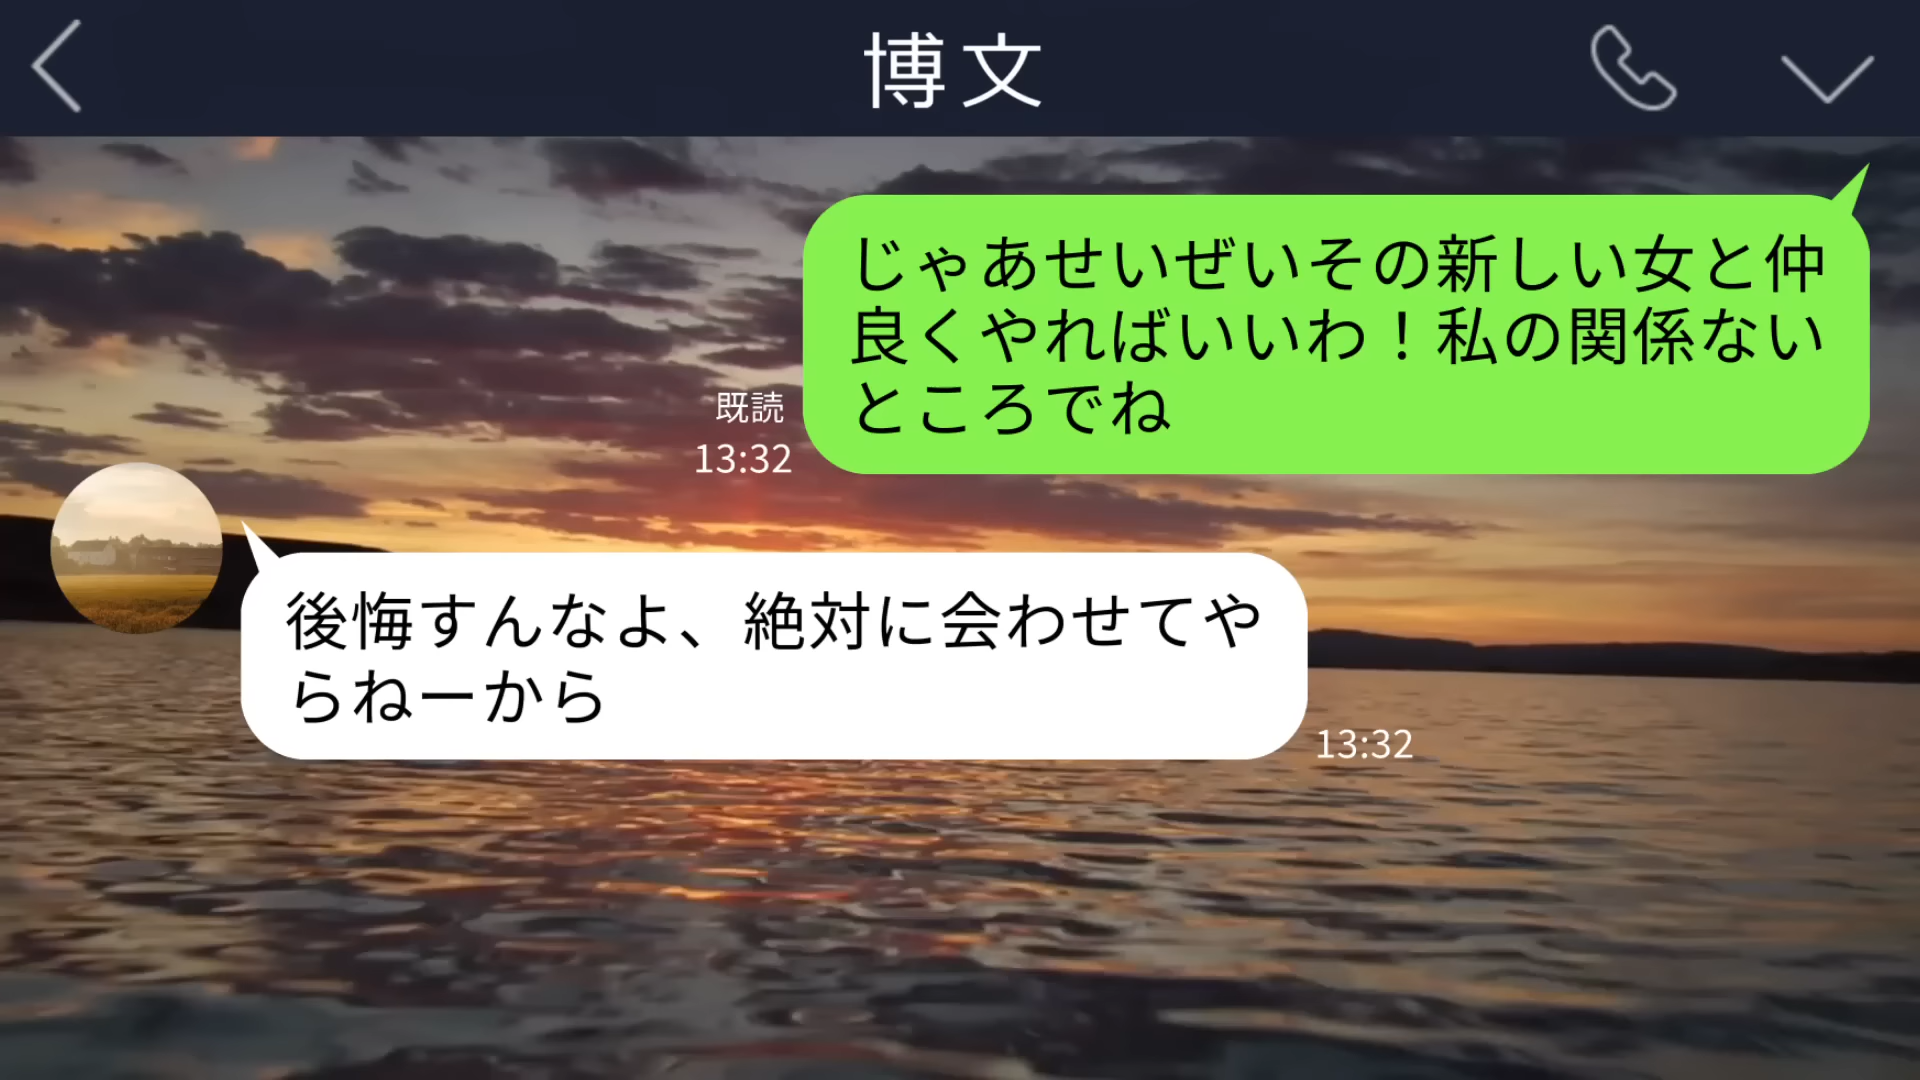 博文
じゃあせいぜいその新しい女と仲
良くやればいいわ！私の関係ない
ところでね
既読
13:32
後悔すんなよ、絶対に会わせてや
らねーから
13:32